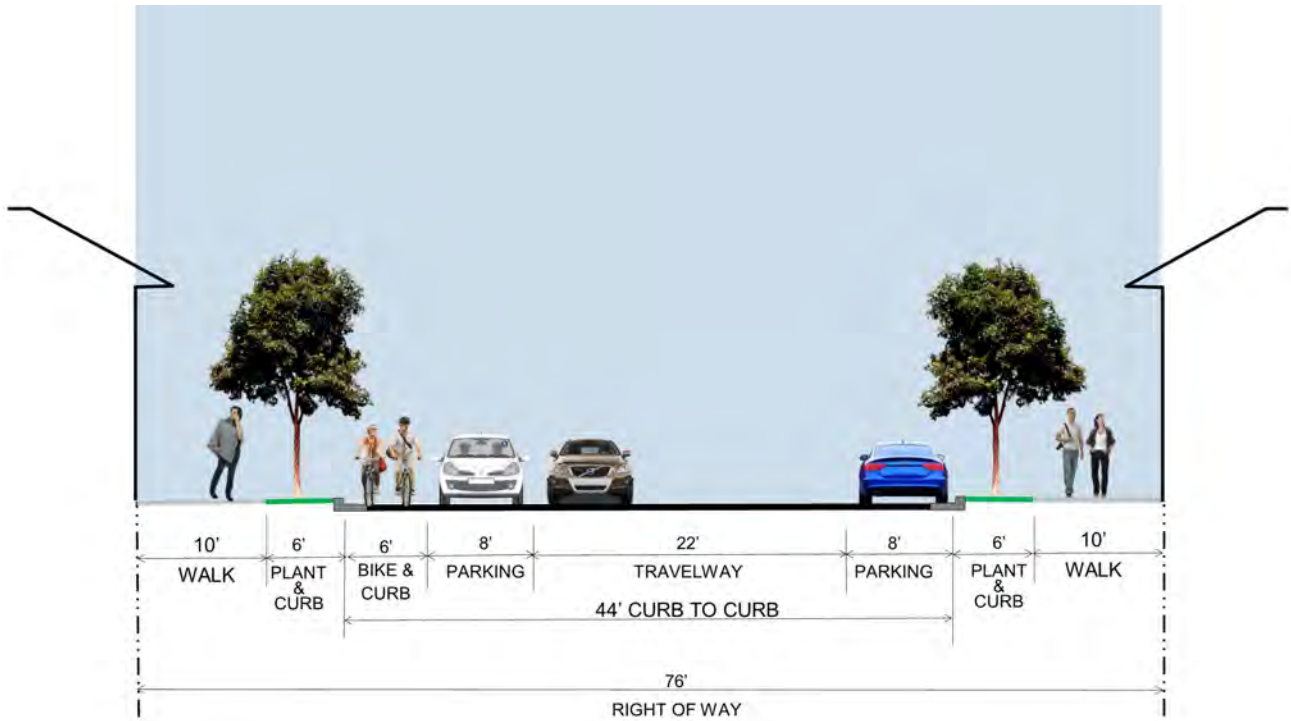 10'
6'
6'
8'
22'
8'
6'
10'
WALK
PLANT
&
CURB
BIKE &
CURB
PARKING
TRAVELWAY
PARKING
PLANT
&
CURB
WALK
44' CURB TO CURB
76'
RIGHT OF WAY